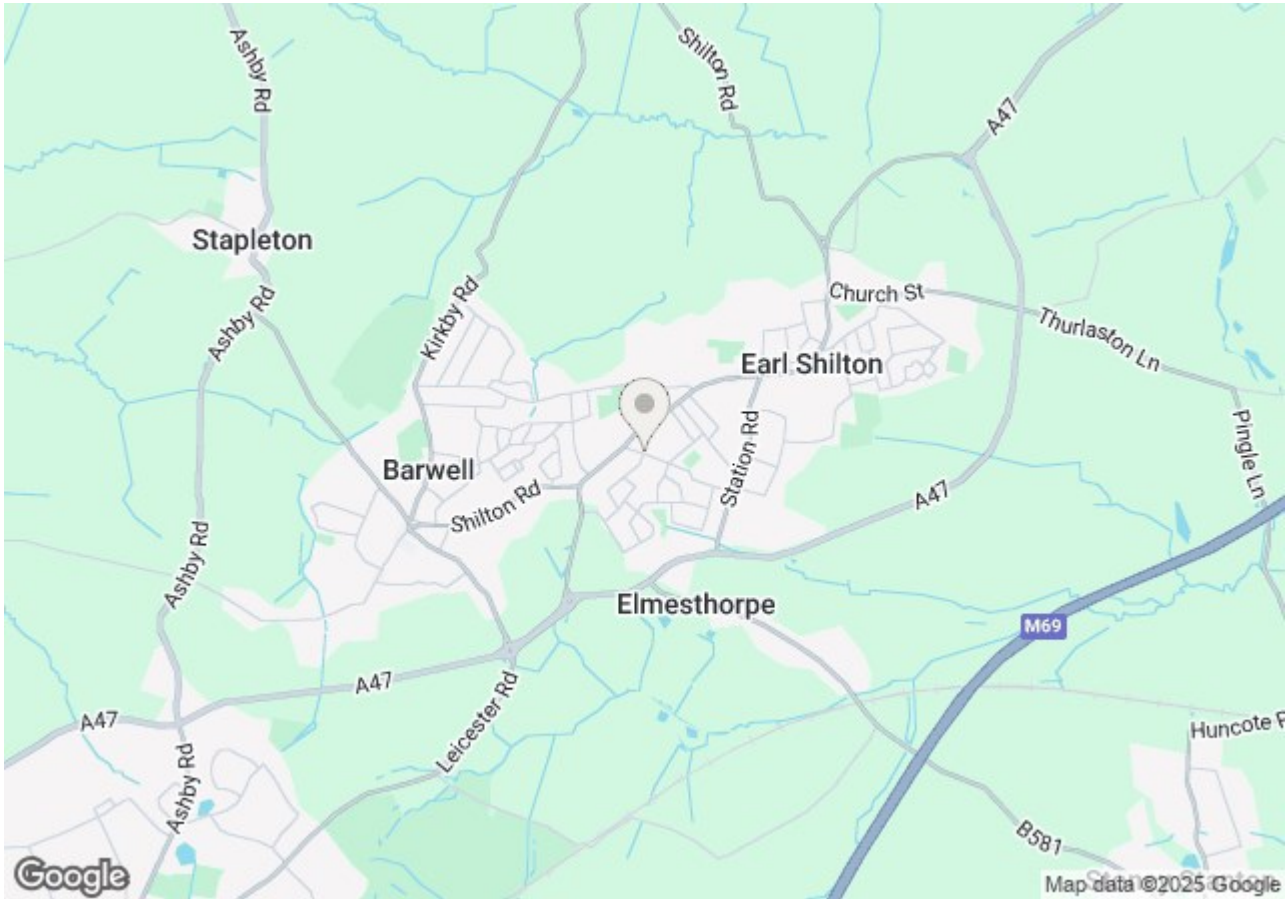 Ashby Rd
Shilton Rd
A47
Stapleton
Kirkby Rd
Church St
Ashby Rd
Thurlaston Ln
Earl Shilton
Pingle Ln
Barwell
Station Rd
Shilton Rd
A47
Ashby Rd
Elmesthorpe
M69
A47
Leicester Rd
A47
Huncote R
Ashby Rd
B581
Stoney Stanton
Google
Map data ©2025 Google